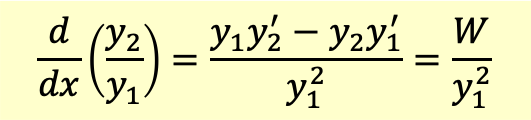 d/dx (y₂/y₁) = (y₁y₂′ − y₂y₁′)/y₁² = W/y₁²